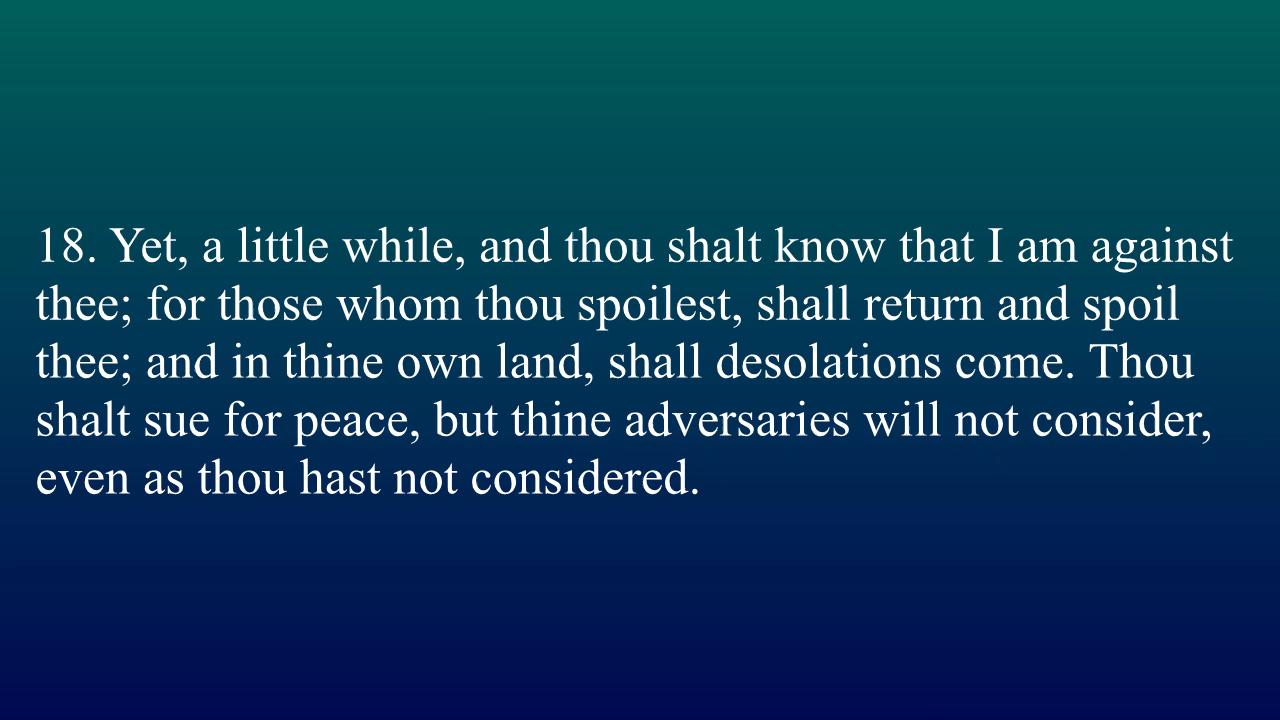 18. Yet, a little while, and thou shalt know that I am against
thee; for those whom thou spoilest, shall return and spoil
thee; and in thine own land, shall desolations come. Thou
shalt sue for peace, but thine adversaries will not consider,
even as thou hast not considered.